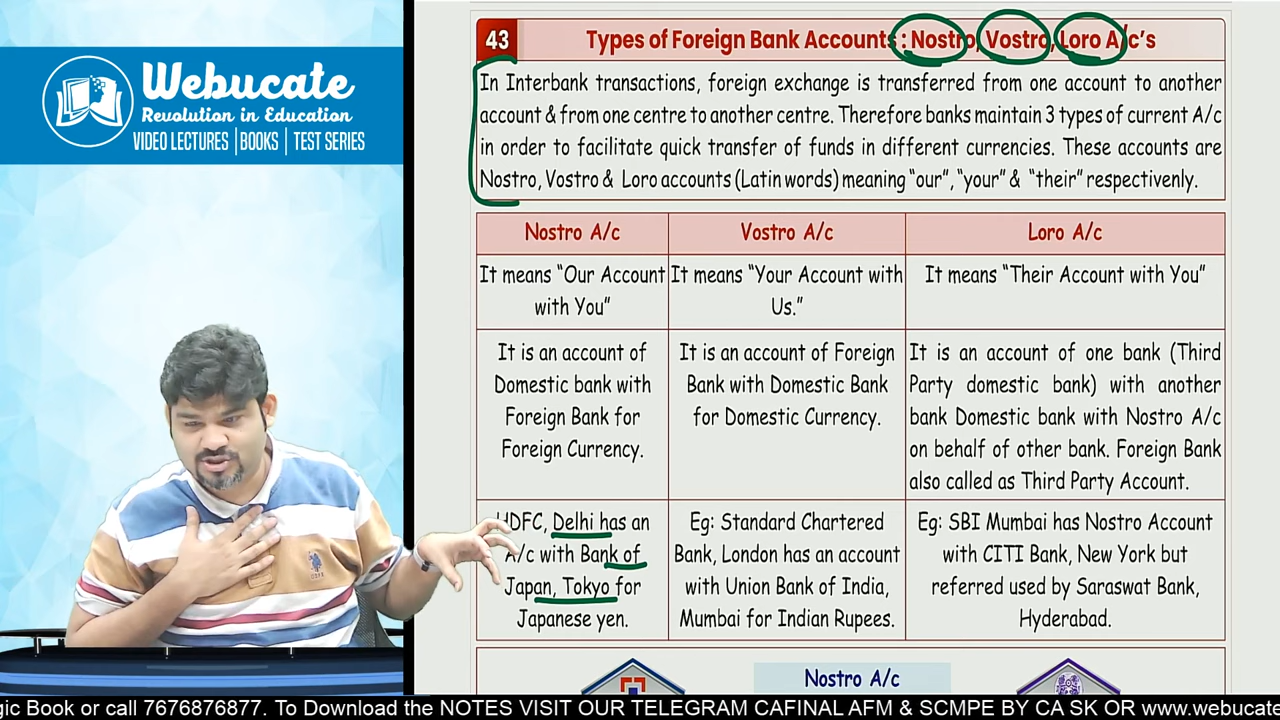 Webucate
Revolution in Education
VIDEO LECTURES | BOOKS | TEST SERIES
43
Types of Foreign Bank Accounts : Nostro, Vostro, Loro A/c's
In Interbank transactions, foreign exchange is transferred from one account to another
account & from one centre to another centre. Therefore banks maintain 3 types of current A/c
in order to facilitate quick transfer of funds in different currencies. These accounts are
Nostro, Vostro & Loro accounts (Latin words) meaning "our", "your" & "their" respectivenly.
Nostro A/c
Vostro A/c
Loro A/c
It means "Our Account
with You"
It means "Your Account with
Us."
It means "Their Account with You"
It is an account of
Domestic bank with
Foreign Bank for
Foreign Currency.
It is an account of Foreign
Bank with Domestic Bank
for Domestic Currency.
It is an account of one bank (Third
Party domestic bank) with another
bank Domestic bank with Nostro A/c
on behalf of other bank. Foreign Bank
also called as Third Party Account.
HDFC, Delhi has an
A/c with Bank of
Japan, Tokyo for
Japanese yen.
Eg: Standard Chartered
Bank, London has an account
with Union Bank of India,
Mumbai for Indian Rupees.
Eg: SBI Mumbai has Nostro Account
with CITI Bank, New York but
referred used by Saraswat Bank,
Hyderabad.
Nostro A/c
gic Book or call 7676876877. To Download the NOTES VISIT OUR TELEGRAM CAFINAL AFM & SCMPE BY CA SK OR www.webucate